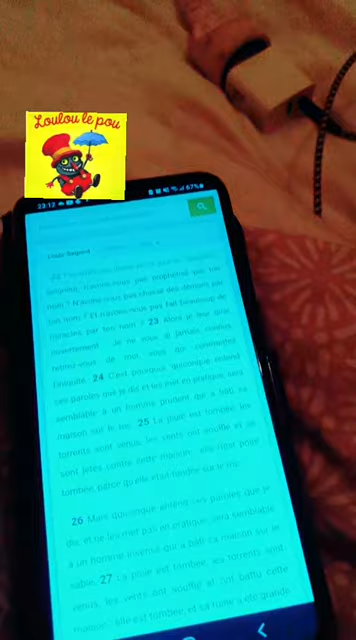 Loulou le pou
23:12
67%
Louis Segond
Seigneur, n'avons-nous pas prophétisé par ton
nom? N'avons-nous pas chassé des démons par
ton nom? Et n'avons-nous pas fait beaucoup de
miracles par ton nom? 23 Alors je leur dirai
ouvertement: Je ne vous ai jamais connus,
retirez-vous de moi, vous qui commettez
l'iniquité. 24 C'est pourquoi, quiconque entend
ces paroles que je dis et les met en pratique, sera
semblable à un homme prudent qui a bâti sa
maison sur le roc. 25 La pluie est tombée, les
torrents sont venus, les vents ont soufflé et se
sont jetés contre cette maison: elle n'est point
tombée, parce qu'elle était fondée sur le roc.
26 Mais quiconque entend ces paroles que je
dis, et ne les met pas en pratique, sera semblable
à un homme insensé qui a bâti sa maison sur le
sable. 27 La pluie est tombée, les torrents sont
venus, les vents ont soufflé et ont battu cette
maison: elle est tombée, et sa ruine a été grande.